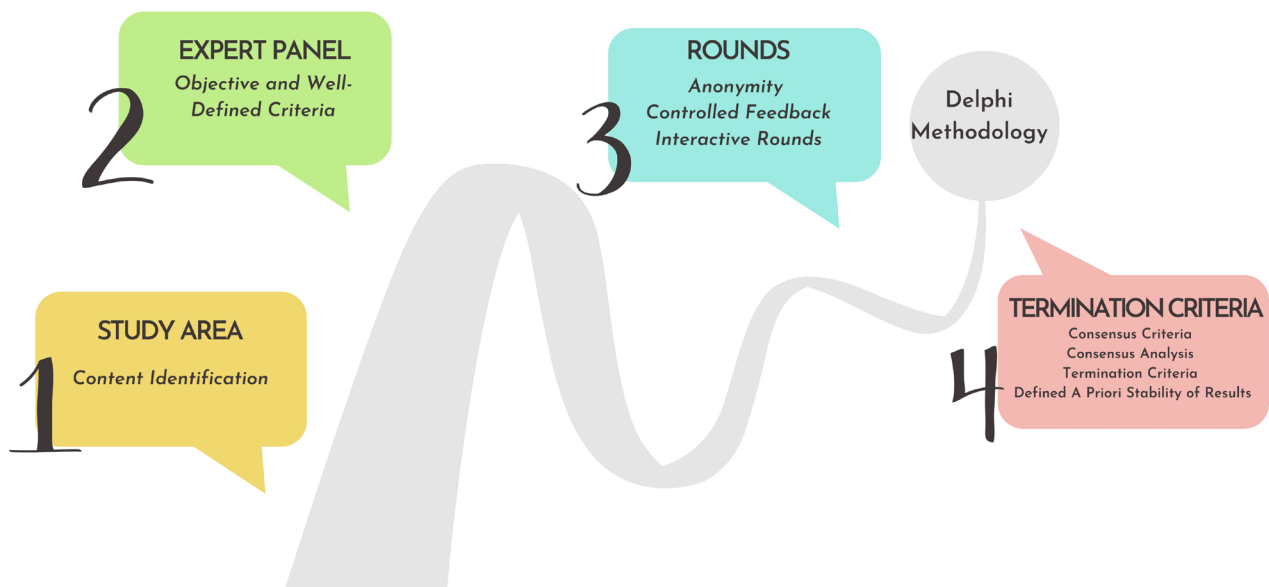 1
STUDY AREA
Content Identification
2
EXPERT PANEL
Objective and Well-
Defined Criteria
3
ROUNDS
Anonymity
Controlled Feedback
Interactive Rounds
4
TERMINATION CRITERIA
Consensus Criteria
Consensus Analysis
Termination Criteria
Defined A Priori Stability of Results
Delphi
Methodology